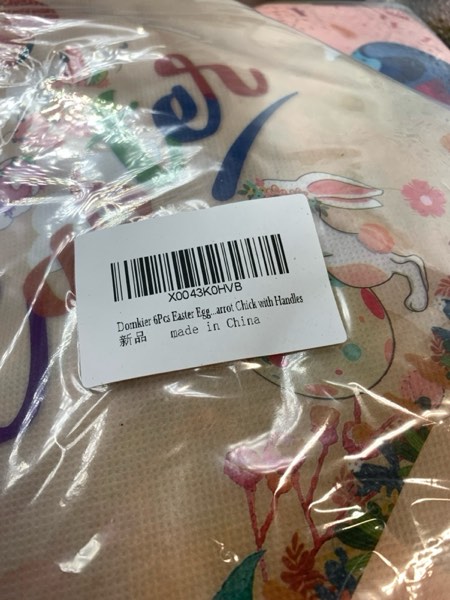 X0043K0HVB
Domkier 6Pcs Easter Egg...arrot Chick with Handles
新品 made in China